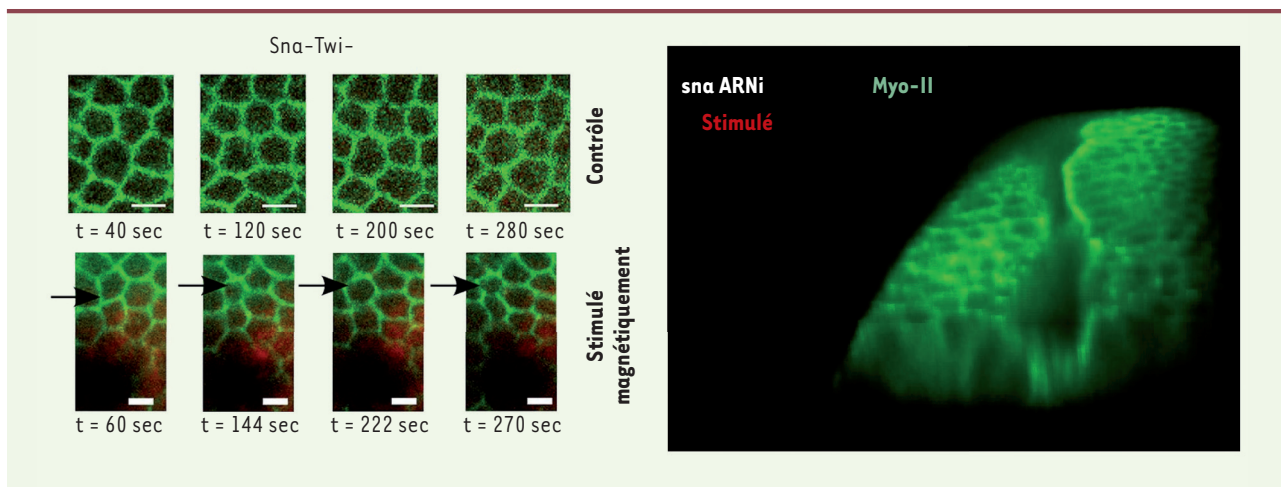 Sna-Twi-
t = 40 sec t = 120 sec t = 200 sec t = 280 sec
Contrôle
t = 60 sec t = 144 sec t = 222 sec t = 270 sec
Stimulé
magnétiquement
sna ARNi Myo-II
Stimulé